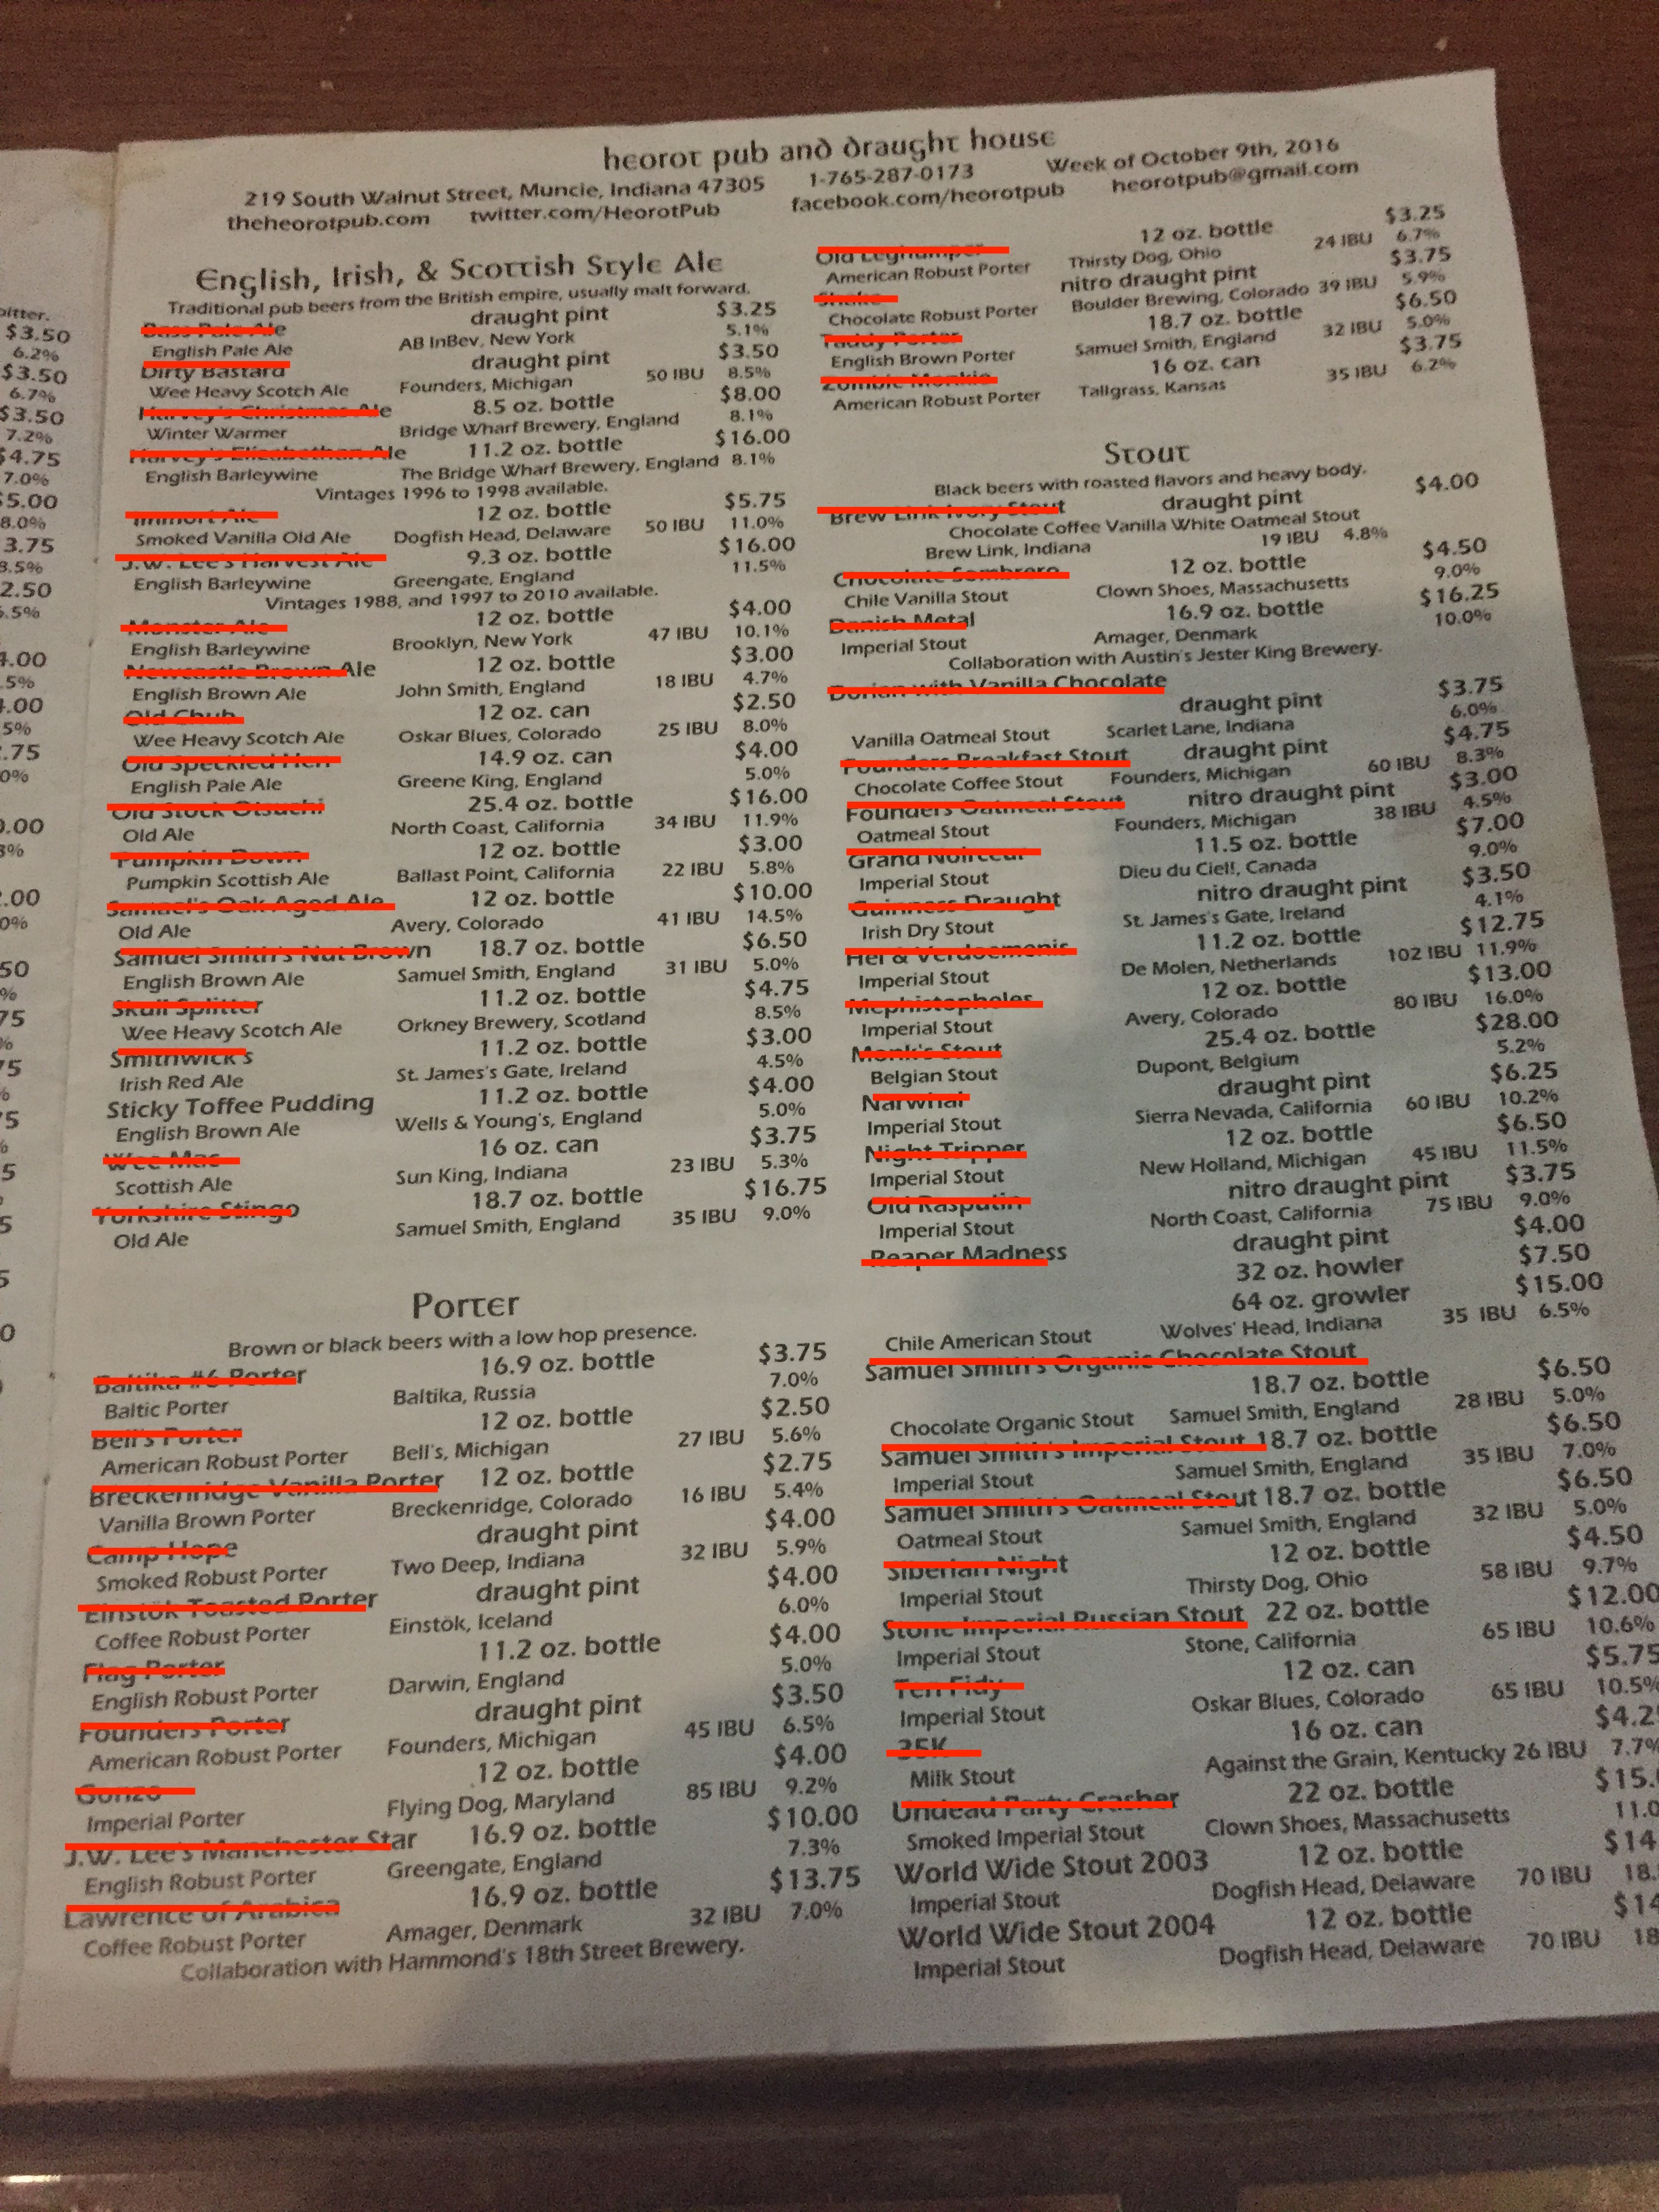 heorot pub and draught house
219 South Walnut Street, Muncie, Indiana 47305 1-765-287-0173 Week of October 9th, 2016
theheorotpub.com twitter.com/HeorotPub facebook.com/heorotpub heorotpub@gmail.com
$3.50
6.2%
$3.50
6.7%
$3.50
7.2%
$4.75
7.0%
$5.00
8.0%
English, Irish, & Scottish Style Ale
Traditional pub beers from the British empire, usually malt forward.
Bass Pale Ale draught pint $3.25
English Pale Ale AB InBev, New York 5.1%
Dirty Bastard draught pint $3.50
Wee Heavy Scotch Ale Founders, Michigan 50 IBU 8.5%
Harvey's Christmas Ale 8.5 oz. bottle $8.00
Winter Warmer Bridge Wharf Brewery, England 8.1%
Harvey's Elizabethan Ale 11.2 oz. bottle $16.00
English Barleywine The Bridge Wharf Brewery, England 8.1%
Vintages 1996 to 1998 available.
Immort Ale 12 oz. bottle $5.75
Smoked Vanilla Old Ale Dogfish Head, Delaware 50 IBU 11.0%
J.W. Lee's Harvest Ale 9.3 oz. bottle $16.00
English Barleywine Greengate, England 11.5%
Vintages 1988, and 1997 to 2010 available.
Monster Ale 12 oz. bottle $4.00
English Barleywine Brooklyn, New York 47 IBU 10.1%
Newcastle Brown Ale 12 oz. bottle $3.00
English Brown Ale John Smith, England 18 IBU 4.7%
Old Chub 12 oz. can $2.50
Wee Heavy Scotch Ale Oskar Blues, Colorado 25 IBU 8.0%
Old Speckled Hen 14.9 oz. can $4.00
English Pale Ale Greene King, England 5.0%
Old Stock Otsuchi 25.4 oz. bottle $16.00
Old Ale North Coast, California 34 IBU 11.9%
Pumpkin Down 12 oz. bottle $3.00
Pumpkin Scottish Ale Ballast Point, California 22 IBU 5.8%
Samael's Oak Aged Ale 12 oz. bottle $10.00
Old Ale Avery, Colorado 41 IBU 14.5%
Samuel Smith's Nut Brown 18.7 oz. bottle $6.50
English Brown Ale Samuel Smith, England 31 IBU 5.0%
Skull Splitter 11.2 oz. bottle $4.75
Wee Heavy Scotch Ale Orkney Brewery, Scotland 8.5%
Smithwick's 11.2 oz. bottle $3.00
Irish Red Ale St. James's Gate, Ireland 4.5%
Sticky Toffee Pudding 11.2 oz. bottle $4.00
English Brown Ale Wells & Young's, England 5.0%
Wee Mac 16 oz. can $3.75
Scottish Ale Sun King, Indiana 23 IBU 5.3%
Yorkshire Stingo 18.7 oz. bottle $16.75
Old Ale Samuel Smith, England 35 IBU 9.0%
Porter
Brown or black beers with a low hop presence.
Baltika #6 Porter 16.9 oz. bottle $3.75
Baltic Porter Baltika, Russia 7.0%
Bell's Porter 12 oz. bottle $2.50
American Robust Porter Bell's, Michigan 27 IBU 5.6%
Breckenridge Vanilla Porter 12 oz. bottle $2.75
Vanilla Brown Porter Breckenridge, Colorado 16 IBU 5.4%
Camp Hope draught pint $4.00
Smoked Robust Porter Two Deep, Indiana 32 IBU 5.9%
Einstök Toasted Porter draught pint $4.00
Coffee Robust Porter Einstök, Iceland 6.0%
Flag Porter 11.2 oz. bottle $4.00
English Robust Porter Darwin, England 5.0%
Founders Porter draught pint $3.50
American Robust Porter Founders, Michigan 45 IBU 6.5%
Gonzo 12 oz. bottle $4.00
Imperial Porter Flying Dog, Maryland 85 IBU 9.2%
J.W. Lee's Manchester Star 16.9 oz. bottle $10.00
English Robust Porter Greengate, England 7.3%
Lawrence of Arabica 16.9 oz. bottle $13.75
Coffee Robust Porter Amager, Denmark 32 IBU 7.0%
Collaboration with Hammond's 18th Street Brewery.
Old Leghumper 12 oz. bottle $3.25
American Robust Porter Thirsty Dog, Ohio 24 IBU 6.7%
Shake nitro draught pint $3.75
Chocolate Robust Porter Boulder Brewing, Colorado 39 IBU 5.9%
Taddy Porter 18.7 oz. bottle $6.50
English Brown Porter Samuel Smith, England 32 IBU 5.0%
Zombie Monkie 16 oz. can $3.75
American Robust Porter Tallgrass, Kansas 35 IBU 6.2%
Stout
Black beers with roasted flavors and heavy body.
Brew Link Ivory Stout draught pint $4.00
Chocolate Coffee Vanilla White Oatmeal Stout
Brew Link, Indiana 19 IBU 4.8%
Chocolate Sombrero 12 oz. bottle $4.50
Chile Vanilla Stout Clown Shoes, Massachusetts 9.0%
Danish Metal 16.9 oz. bottle $16.25
Imperial Stout Amager, Denmark 10.0%
Collaboration with Austin's Jester King Brewery.
Dorian with Vanilla Chocolate
draught pint $3.75
Vanilla Oatmeal Stout Scarlet Lane, Indiana 6.0%
Founders Breakfast Stout draught pint $4.75
Chocolate Coffee Stout Founders, Michigan 60 IBU 8.3%
Founders Oatmeal Stout nitro draught pint $3.00
Oatmeal Stout Founders, Michigan 38 IBU 4.5%
Grand Noirceur 11.5 oz. bottle $7.00
Imperial Stout Dieu du Ciel!, Canada 9.0%
Guinness Draught nitro draught pint $3.50
Irish Dry Stout St. James's Gate, Ireland 4.1%
Hel & Verdoemenis 11.2 oz. bottle $12.75
Imperial Stout De Molen, Netherlands 102 IBU 11.9%
Mephistopheles 12 oz. bottle $13.00
Imperial Stout Avery, Colorado 80 IBU 16.0%
Monk's Stout 25.4 oz. bottle $28.00
Belgian Stout Dupont, Belgium 5.2%
Narwhal draught pint $6.25
Imperial Stout Sierra Nevada, California 60 IBU 10.2%
Night Tripper 12 oz. bottle $6.50
Imperial Stout New Holland, Michigan 45 IBU 11.5%
Old Rasputin nitro draught pint $3.75
Imperial Stout North Coast, California 75 IBU 9.0%
Reaper Madness draught pint $4.00
32 oz. howler $7.50
64 oz. growler $15.00
Chile American Stout Wolves' Head, Indiana 35 IBU 6.5%
Samuel Smith's Organic Chocolate Stout
18.7 oz. bottle $6.50
Chocolate Organic Stout Samuel Smith, England 28 IBU 5.0%
Samuel Smith's Imperial Stout 18.7 oz. bottle $6.50
Imperial Stout Samuel Smith, England 35 IBU 7.0%
Samuel Smith's Oatmeal Stout 18.7 oz. bottle $6.50
Oatmeal Stout Samuel Smith, England 32 IBU 5.0%
Siberian Night 12 oz. bottle $4.50
Imperial Stout Thirsty Dog, Ohio 58 IBU 9.7%
Stone Imperial Russian Stout 22 oz. bottle $12.00
Imperial Stout Stone, California 65 IBU 10.6%
Ten Fidy 12 oz. can $5.75
Imperial Stout Oskar Blues, Colorado 65 IBU 10.5%
35K 16 oz. can $4.2
Milk Stout Against the Grain, Kentucky 26 IBU 7.7%
Undead Party Crasher 22 oz. bottle $15.
Smoked Imperial Stout Clown Shoes, Massachusetts 11.0
World Wide Stout 2003 12 oz. bottle $14
Imperial Stout Dogfish Head, Delaware 70 IBU 18.
World Wide Stout 2004 12 oz. bottle $14
Imperial Stout Dogfish Head, Delaware 70 IBU 18